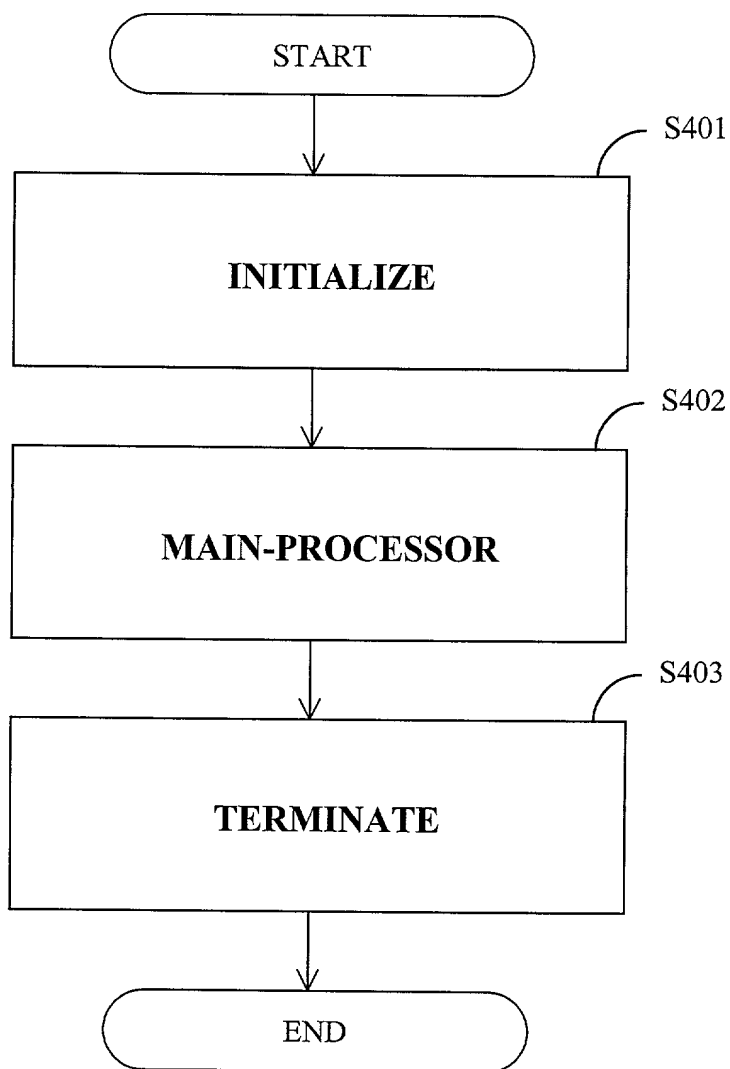 START
S401
INITIALIZE
S402
MAIN-PROCESSOR
S403
TERMINATE
END